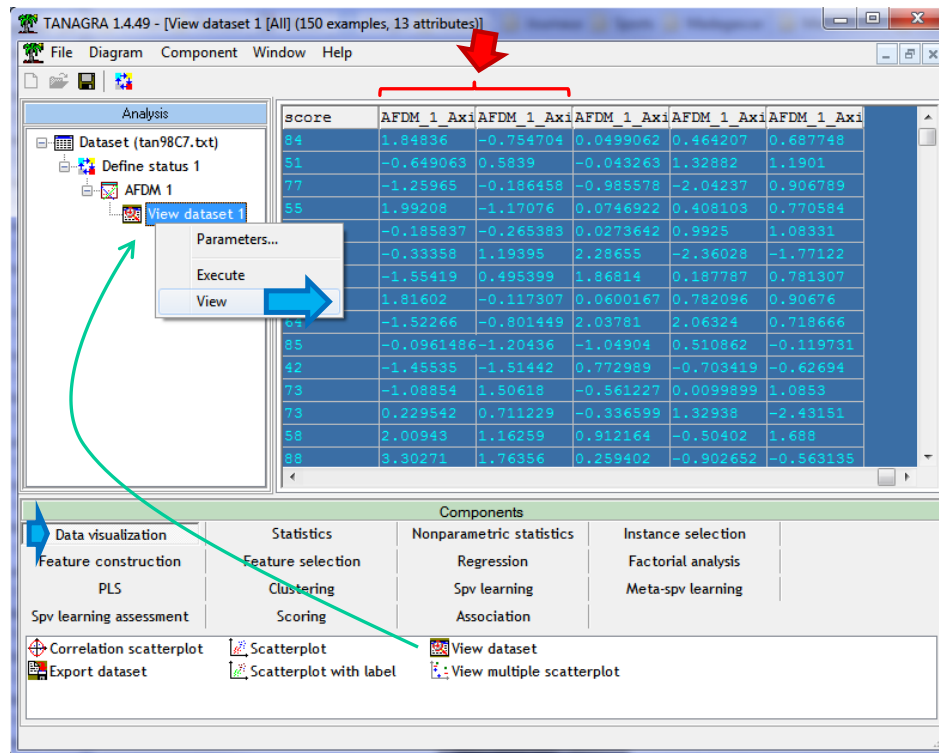 TANAGRA 1.4.49 - [View dataset 1 [All] (150 examples, 13 attributes)]
File Diagram Component Window Help
Analysis
Dataset (tan98C7.txt)
Define status 1
AFDM 1
View dataset 1
Parameters...
Execute
View
score AFDM_1_Axi AFDM_1_Axi AFDM_1_Axi AFDM_1_Axi AFDM_1_Axi
84 1.84836 -0.754704 0.0499062 0.464207 0.687748
51 -0.649063 0.5839 -0.043263 1.32882 1.1901
77 -1.25965 -0.186458 -0.985578 -2.04237 0.906789
55 1.99208 -1.17076 0.0746922 0.408103 0.770584
-0.185837 -0.265383 0.0273642 0.9925 1.08331
-0.33358 1.19395 2.28655 -2.36028 -1.77122
-1.55419 0.495399 1.86814 0.187787 0.781307
1.81602 -0.117307 0.0600167 0.782096 0.90676
64 -1.52266 -0.801449 2.03781 2.06324 0.718666
85 -0.0961486 -1.20436 -1.04904 0.510862 -0.119731
42 -1.45535 -1.51442 0.772989 -0.703419 -0.62694
73 -1.08854 1.50618 -0.561227 0.0099899 1.0853
73 0.229542 0.711229 -0.336599 1.32938 -2.43151
58 2.00943 1.16259 0.912164 -0.50402 1.688
88 3.30271 1.76356 0.259402 -0.902652 -0.563135
Components
Data visualization Statistics Nonparametric statistics Instance selection
Feature construction Feature selection Regression Factorial analysis
PLS Clustering Spv learning Meta-spv learning
Spv learning assessment Scoring Association
Correlation scatterplot Scatterplot View dataset
Export dataset Scatterplot with label View multiple scatterplot